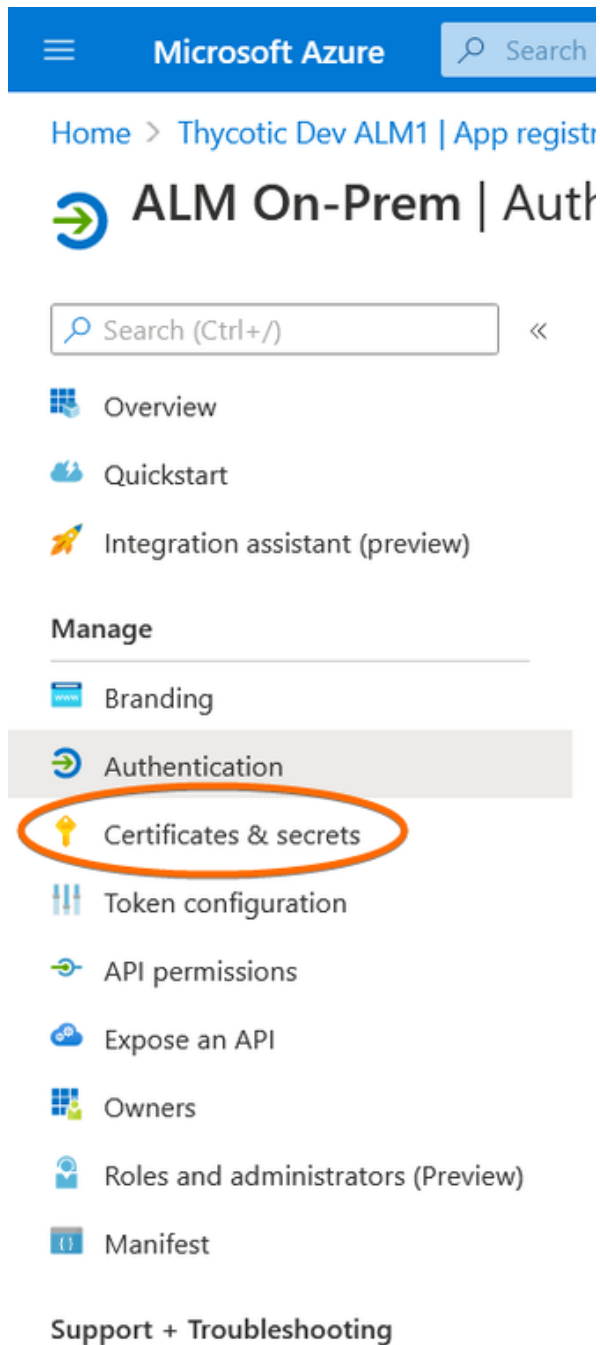 Microsoft Azure Search
Home > Thycotic Dev ALM1 | App registr
ALM On-Prem | Auth
Search (Ctrl+/) «
Overview
Quickstart
Integration assistant (preview)
Manage
www
Branding
Authentication
Certificates & secrets
Token configuration
API permissions
Expose an API
Owners
Roles and administrators (Preview)
Manifest
Support + Troubleshooting